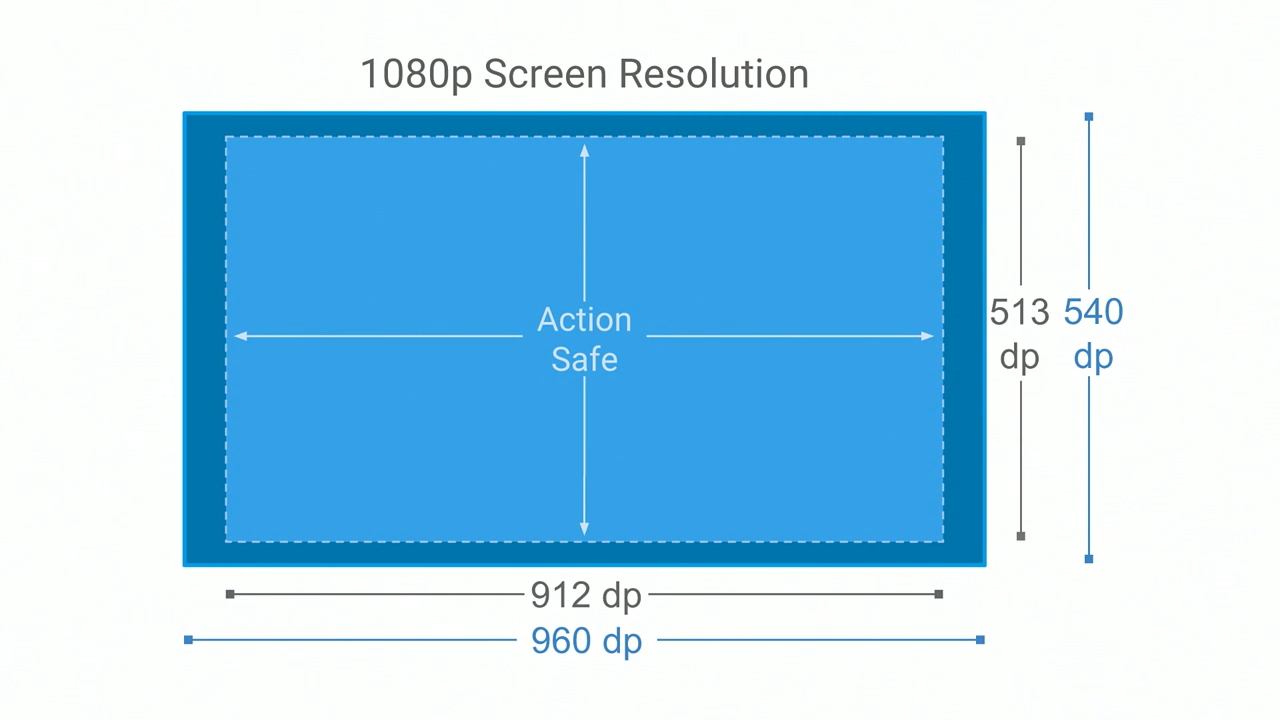 1080p Screen Resolution
Action
Safe
513
dp
540
dp
912 dp
960 dp